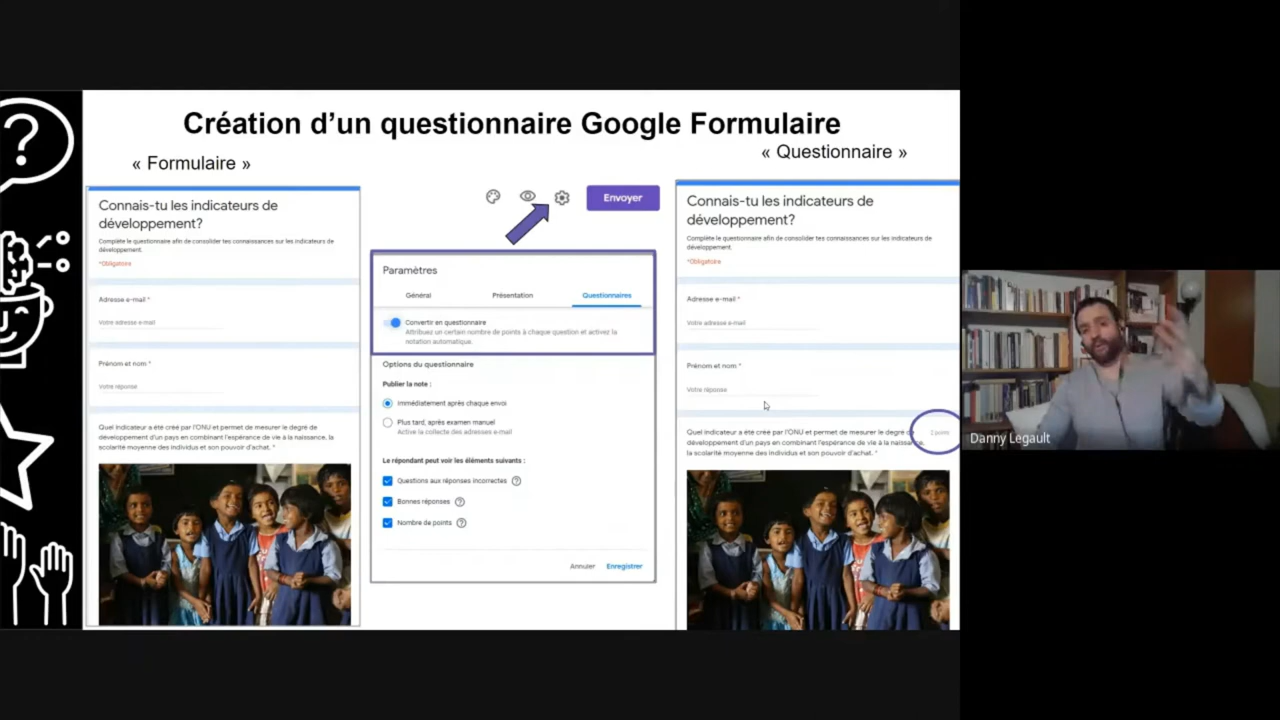 Création d’un questionnaire Google Formulaire
« Formulaire »
Connais-tu les indicateurs de
développement?
Complète le questionnaire afin de consolider tes connaissances sur les indicateurs de
développement.
*Obligatoire
Adresse e-mail *
Votre adresse e-mail
Prénom et nom *
Votre réponse
Quel indicateur a été créé par l'ONU et permet de mesurer le degré de
développement d'un pays en combinant l'espérance de vie à la naissance, la
scolarité moyenne des individus et son pouvoir d'achat. *
Envoyer
Paramètres
Général Présentation Questionnaires
Convertir en questionnaire
Attribuez un certain nombre de points à chaque question et activez la
notation automatique.
Options du questionnaire
Publier la note :
Immédiatement après chaque envoi
Plus tard, après examen manuel
Active la collecte des adresses e-mail
Le répondant peut voir les éléments suivants :
Questions aux réponses incorrectes ?
Bonnes réponses ?
Nombre de points ?
Annuler Enregistrer
« Questionnaire »
Connais-tu les indicateurs de
développement?
Complète le questionnaire afin de consolider tes connaissances sur les indicateurs de
développement.
*Obligatoire
Adresse e-mail *
Votre adresse e-mail
Prénom et nom *
Votre réponse
Quel indicateur a été créé par l'ONU et permet de mesurer le degré de
développement d'un pays en combinant l'espérance de vie à la naissance,
la scolarité moyenne des individus et son pouvoir d'achat. *
points
Danny Legault